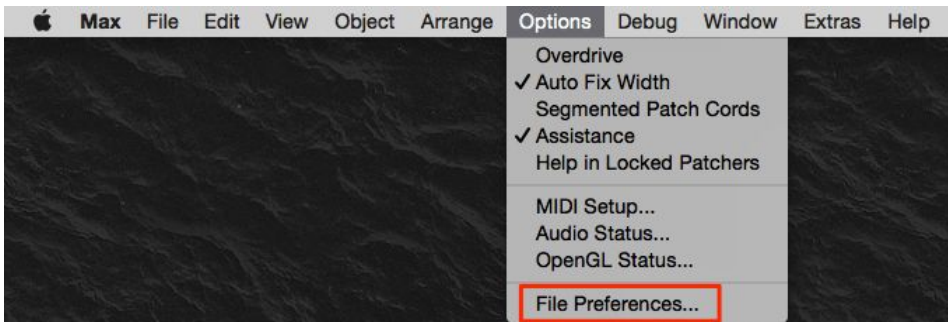 Max File Edit View Object Arrange Options Debug Window Extras Help
Overdrive
✓ Auto Fix Width
Segmented Patch Cords
✓ Assistance
Help in Locked Patchers
MIDI Setup...
Audio Status...
OpenGL Status...
File Preferences...